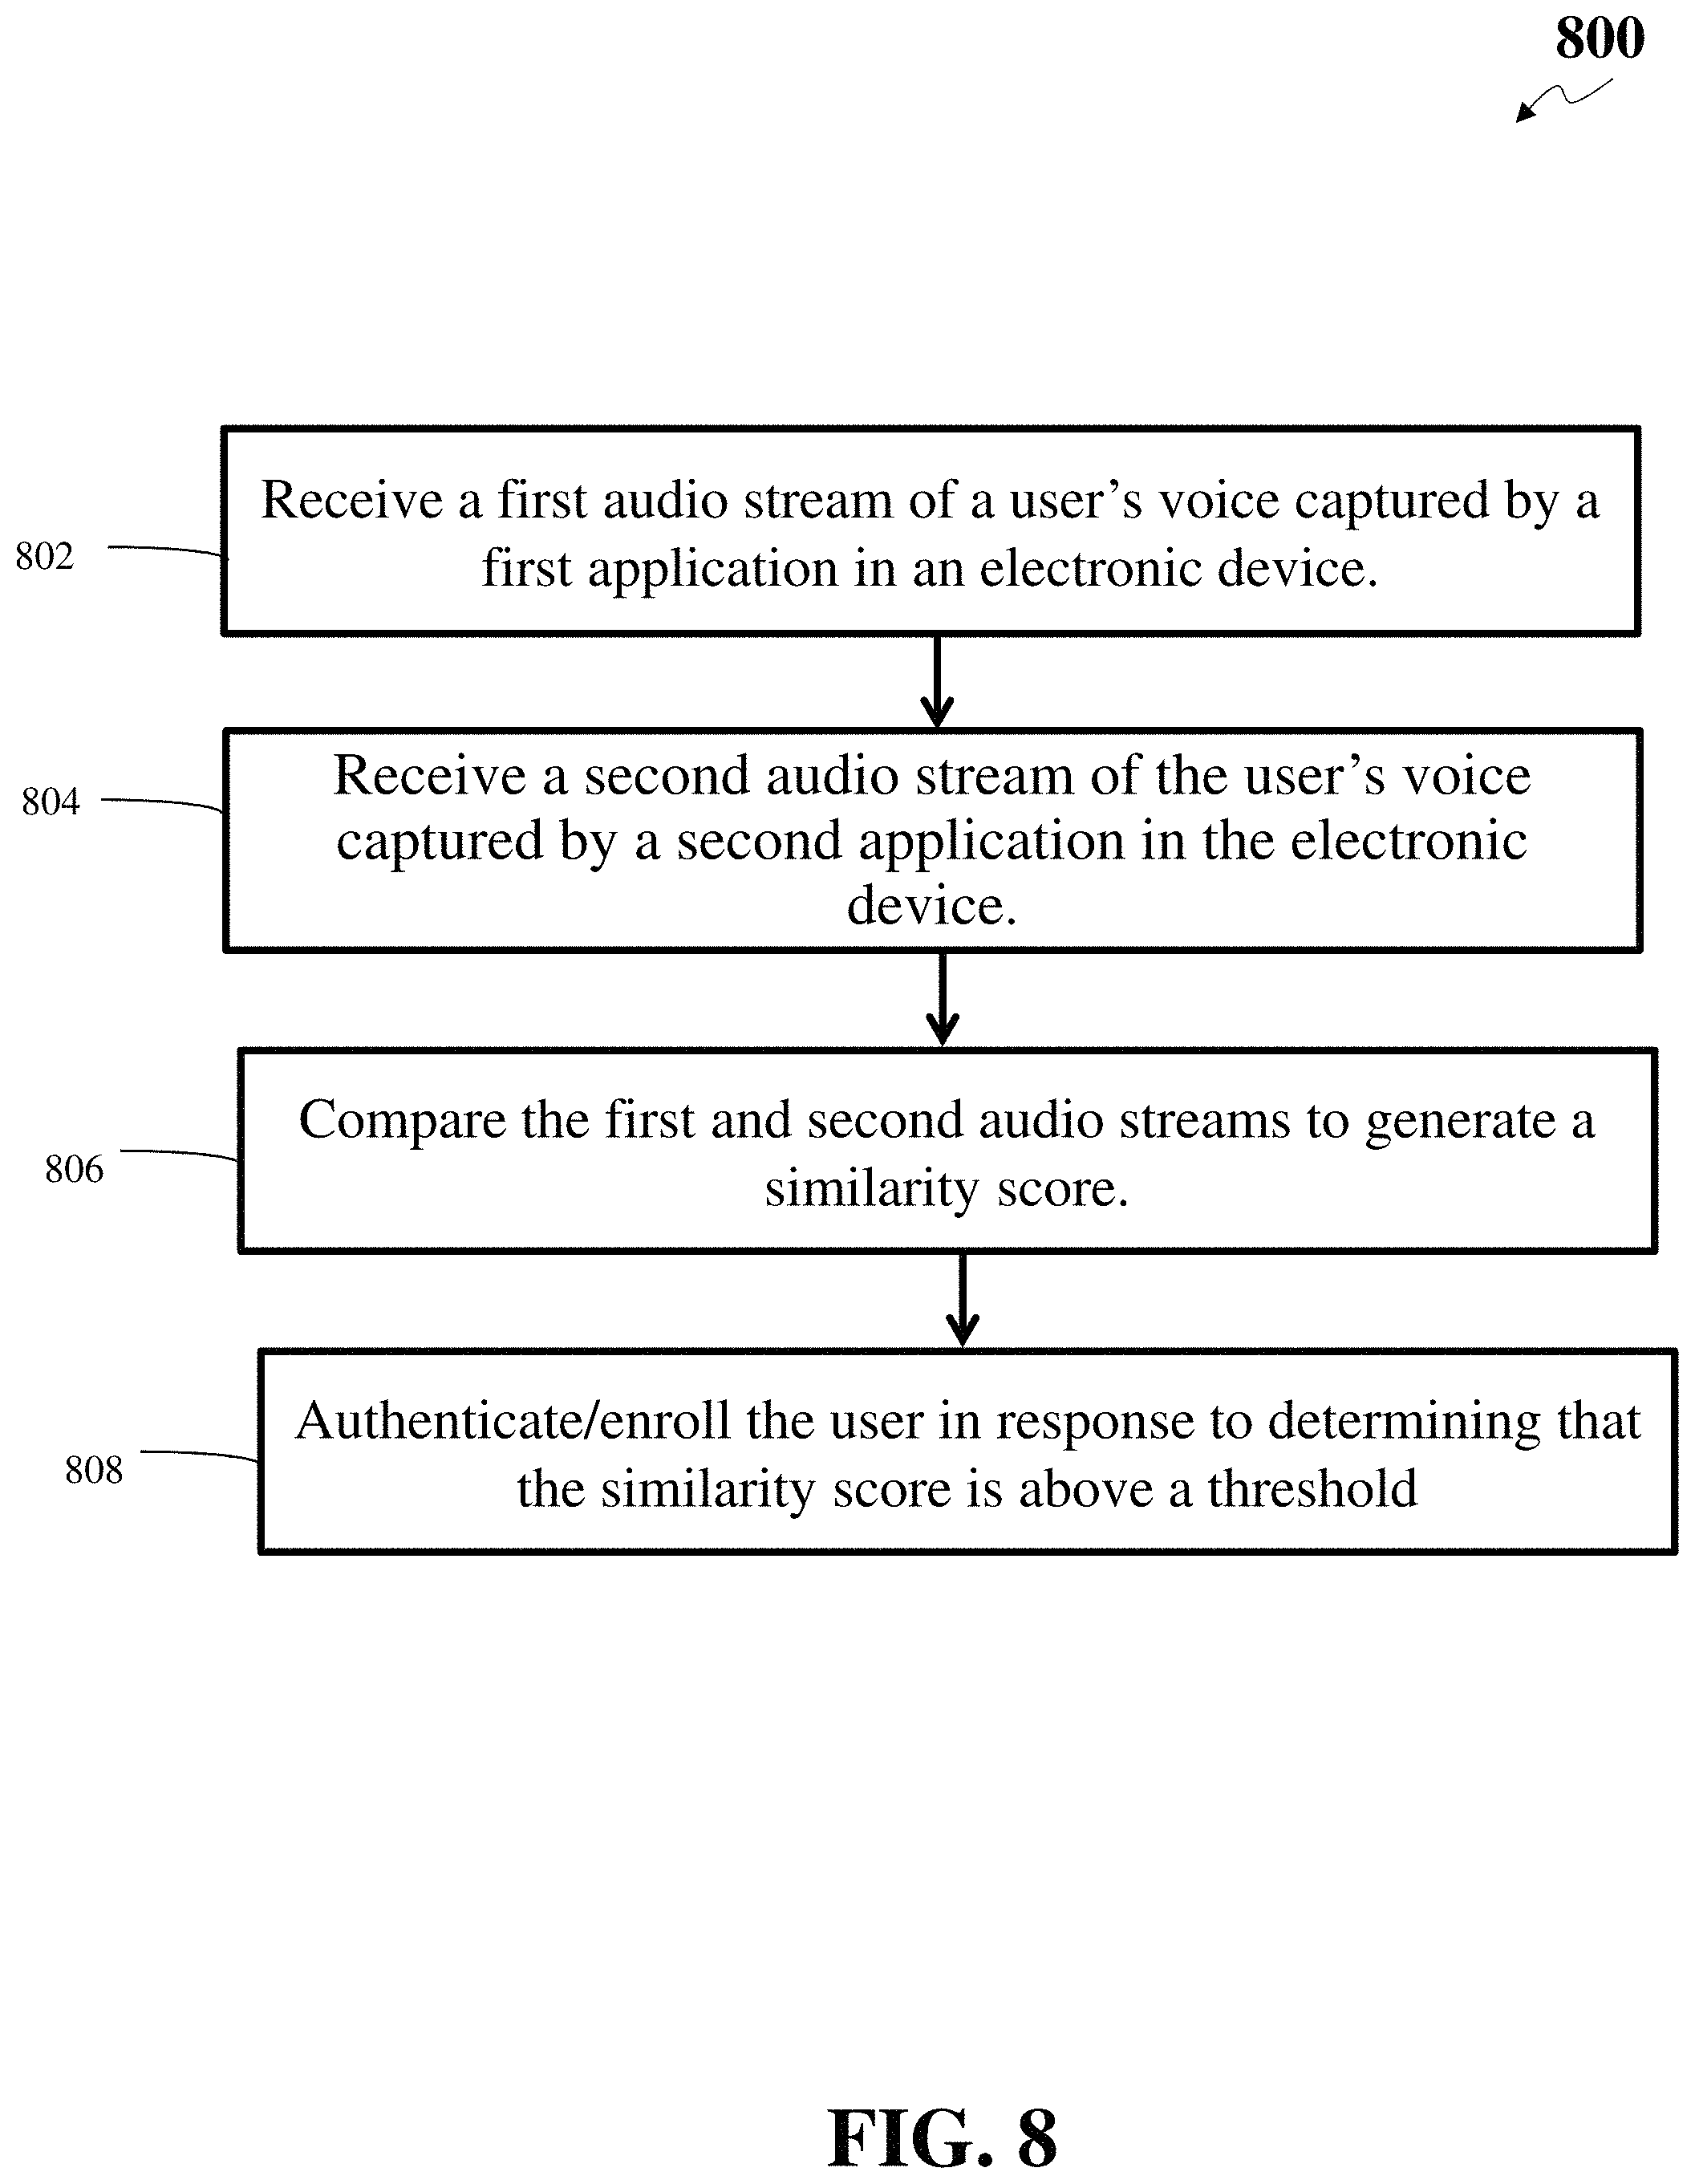 800
802
Receive a first audio stream of a user’s voice captured by a
first application in an electronic device.
804
Receive a second audio stream of the user’s voice
captured by a second application in the electronic
device.
806
Compare the first and second audio streams to generate a
similarity score.
808
Authenticate/enroll the user in response to determining that
the similarity score is above a threshold
FIG. 8